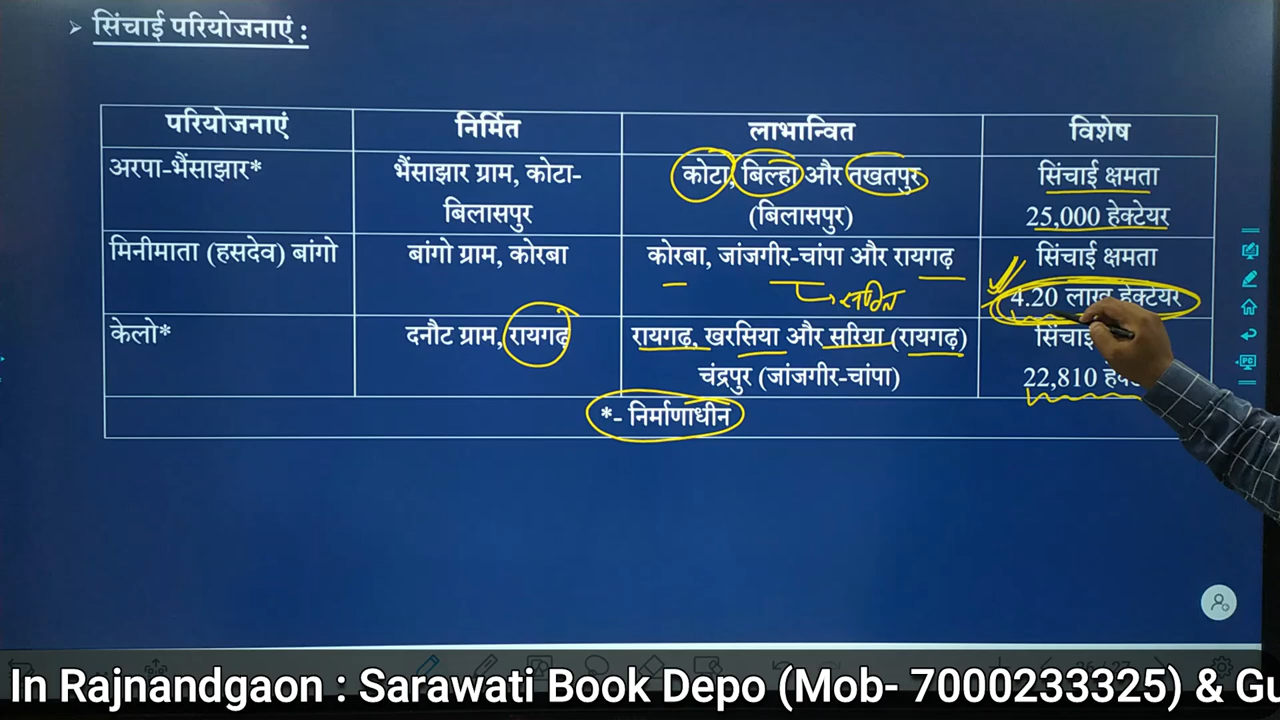 ➢ सिंचाई परियोजनाएं :
परियोजनाएं निर्मित लाभान्वित विशेष
अरपा-भैंसाझार* भैंसाझार ग्राम, कोटा- कोटा, बिल्हा और तखतपुर सिंचाई क्षमता
बिलासपुर (बिलासपुर) 25,000 हेक्टेयर
मिनीमाता (हसदेव) बांगो बांगो ग्राम, कोरबा कोरबा, जांजगीर-चांपा और रायगढ़ सिंचाई क्षमता
4.20 लाख हेक्टेयर
केलो* दनौट ग्राम, रायगढ़ रायगढ़, खरसिया और सरिया (रायगढ़) सिंचाई
चंद्रपुर (जांजगीर-चांपा) 22,810
*- निर्माणाधीन
In Rajnandgaon : Sarawati Book Depo (Mob- 7000233325) & Gu